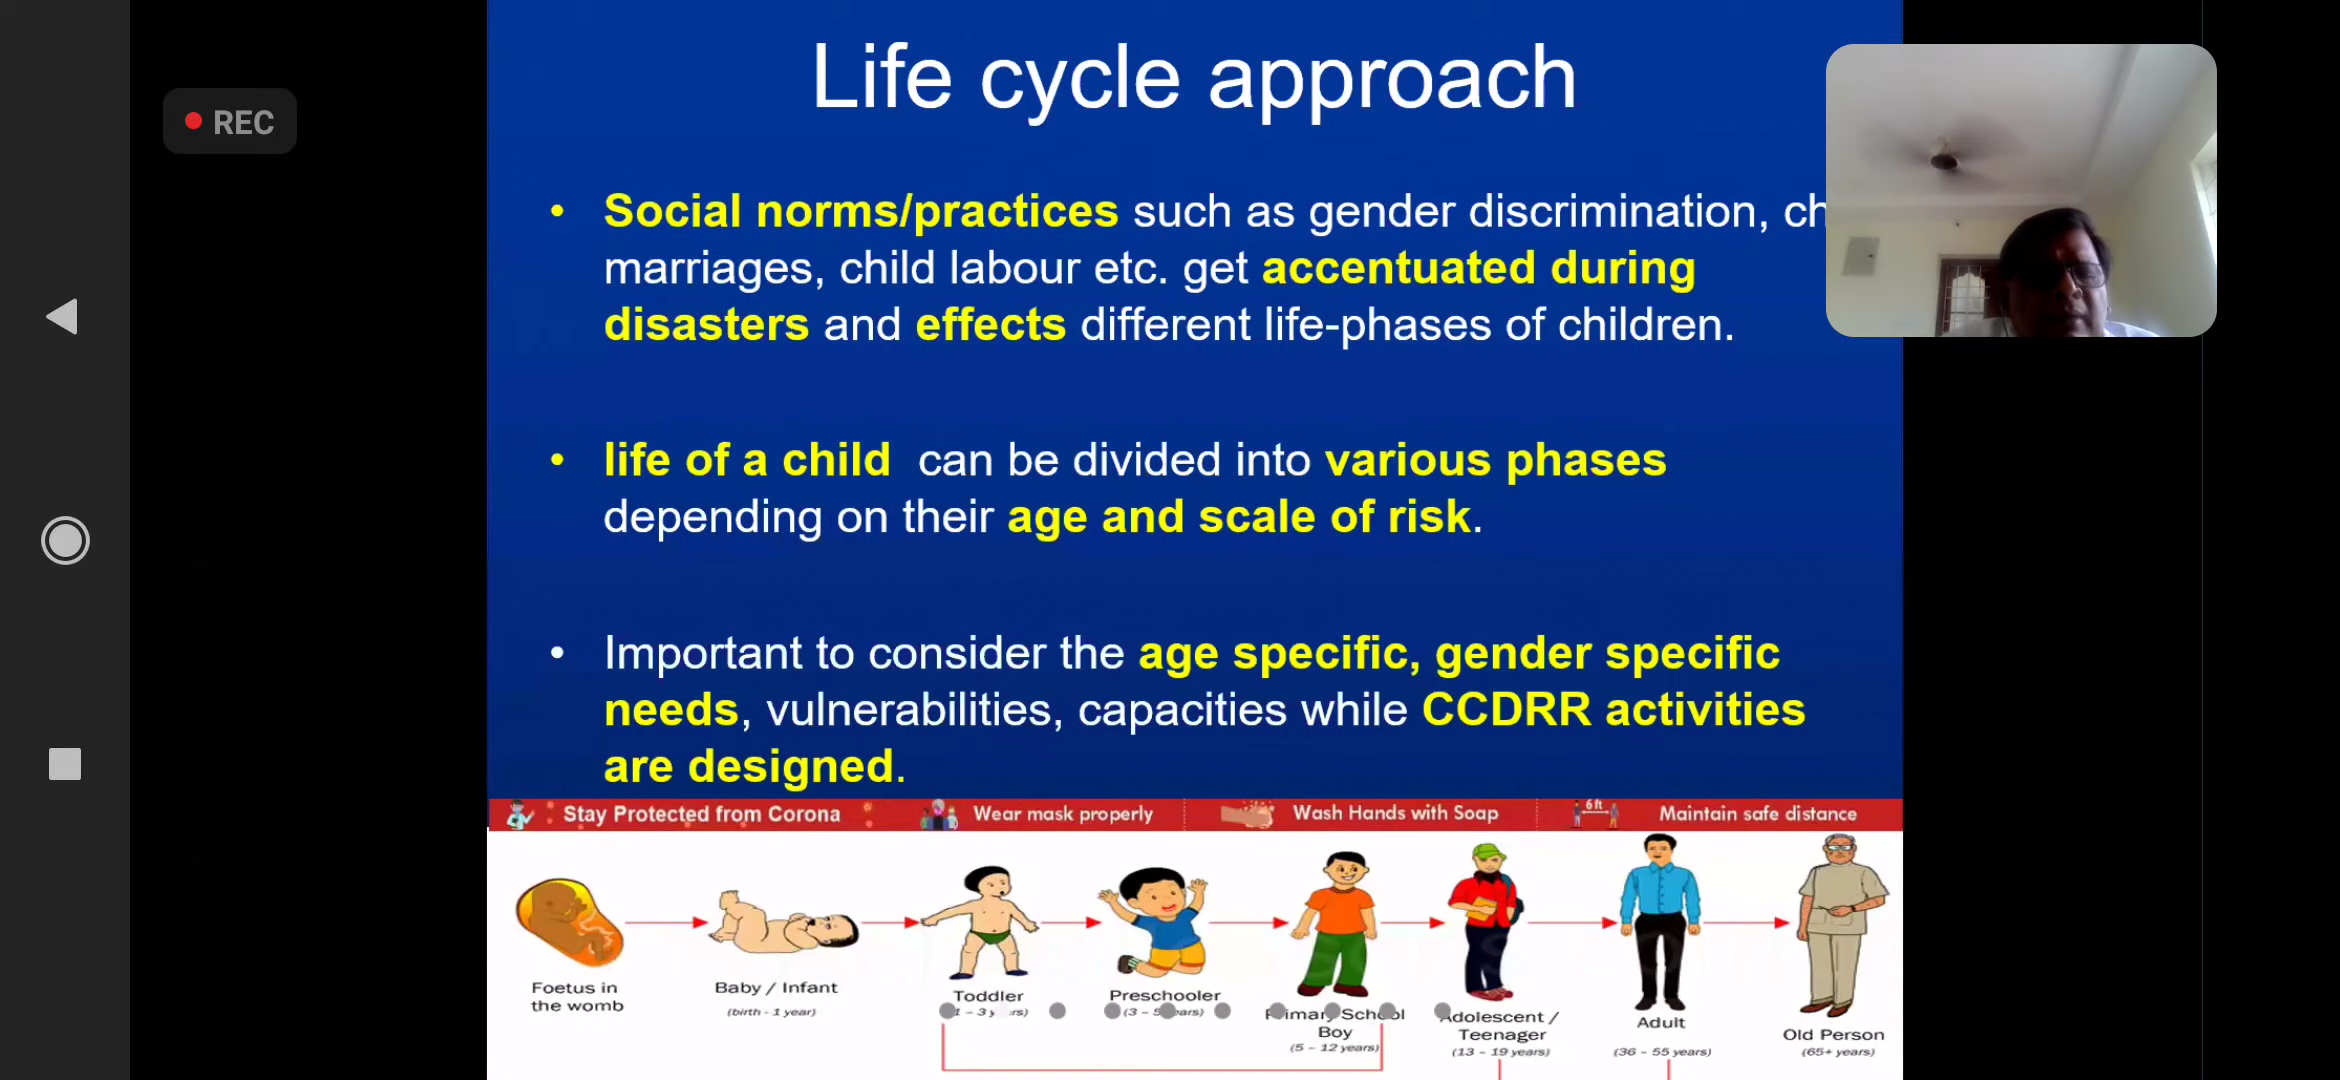 REC
Life cycle approach
• Social norms/practices such as gender discrimination, ch
marriages, child labour etc. get accentuated during
disasters and effects different life-phases of children.
• life of a child can be divided into various phases
depending on their age and scale of risk.
• Important to consider the age specific, gender specific
needs, vulnerabilities, capacities while CCDRR activities
are designed.
Stay Protected from Corona
Wear mask properly
Wash Hands with Soap
6 ft
Maintain safe distance
Foetus in
the womb
Baby / Infant
(birth - 1 year)
Toddler
Preschooler
Primary School
Boy
(5 - 12 years)
Adolescent /
Teenager
(13 - 19 years)
Adult
(36 - 55 years)
Old Person
(65+ years)